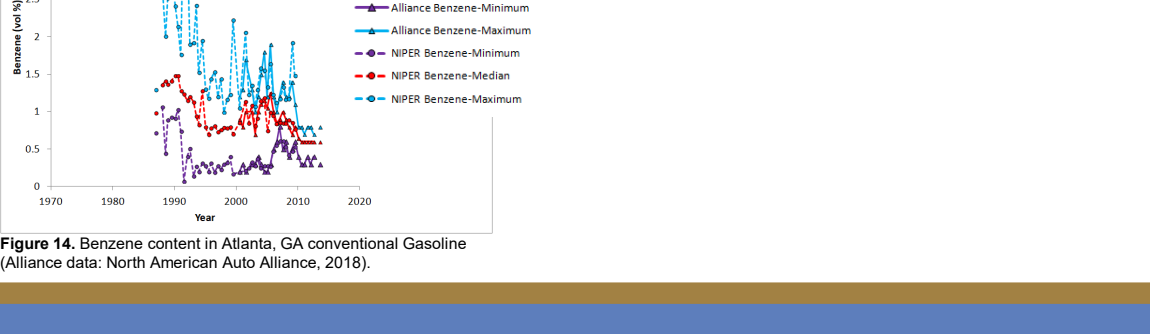 2.5
Benzene (vol %)
2
1.5
1
0.5
0
1970 1980 1990 2000 2010 2020
Year
Alliance Benzene-Minimum
Alliance Benzene-Maximum
NIPER Benzene-Minimum
NIPER Benzene-Median
NIPER Benzene-Maximum
Figure 14. Benzene content in Atlanta, GA conventional Gasoline
(Alliance data: North American Auto Alliance, 2018).